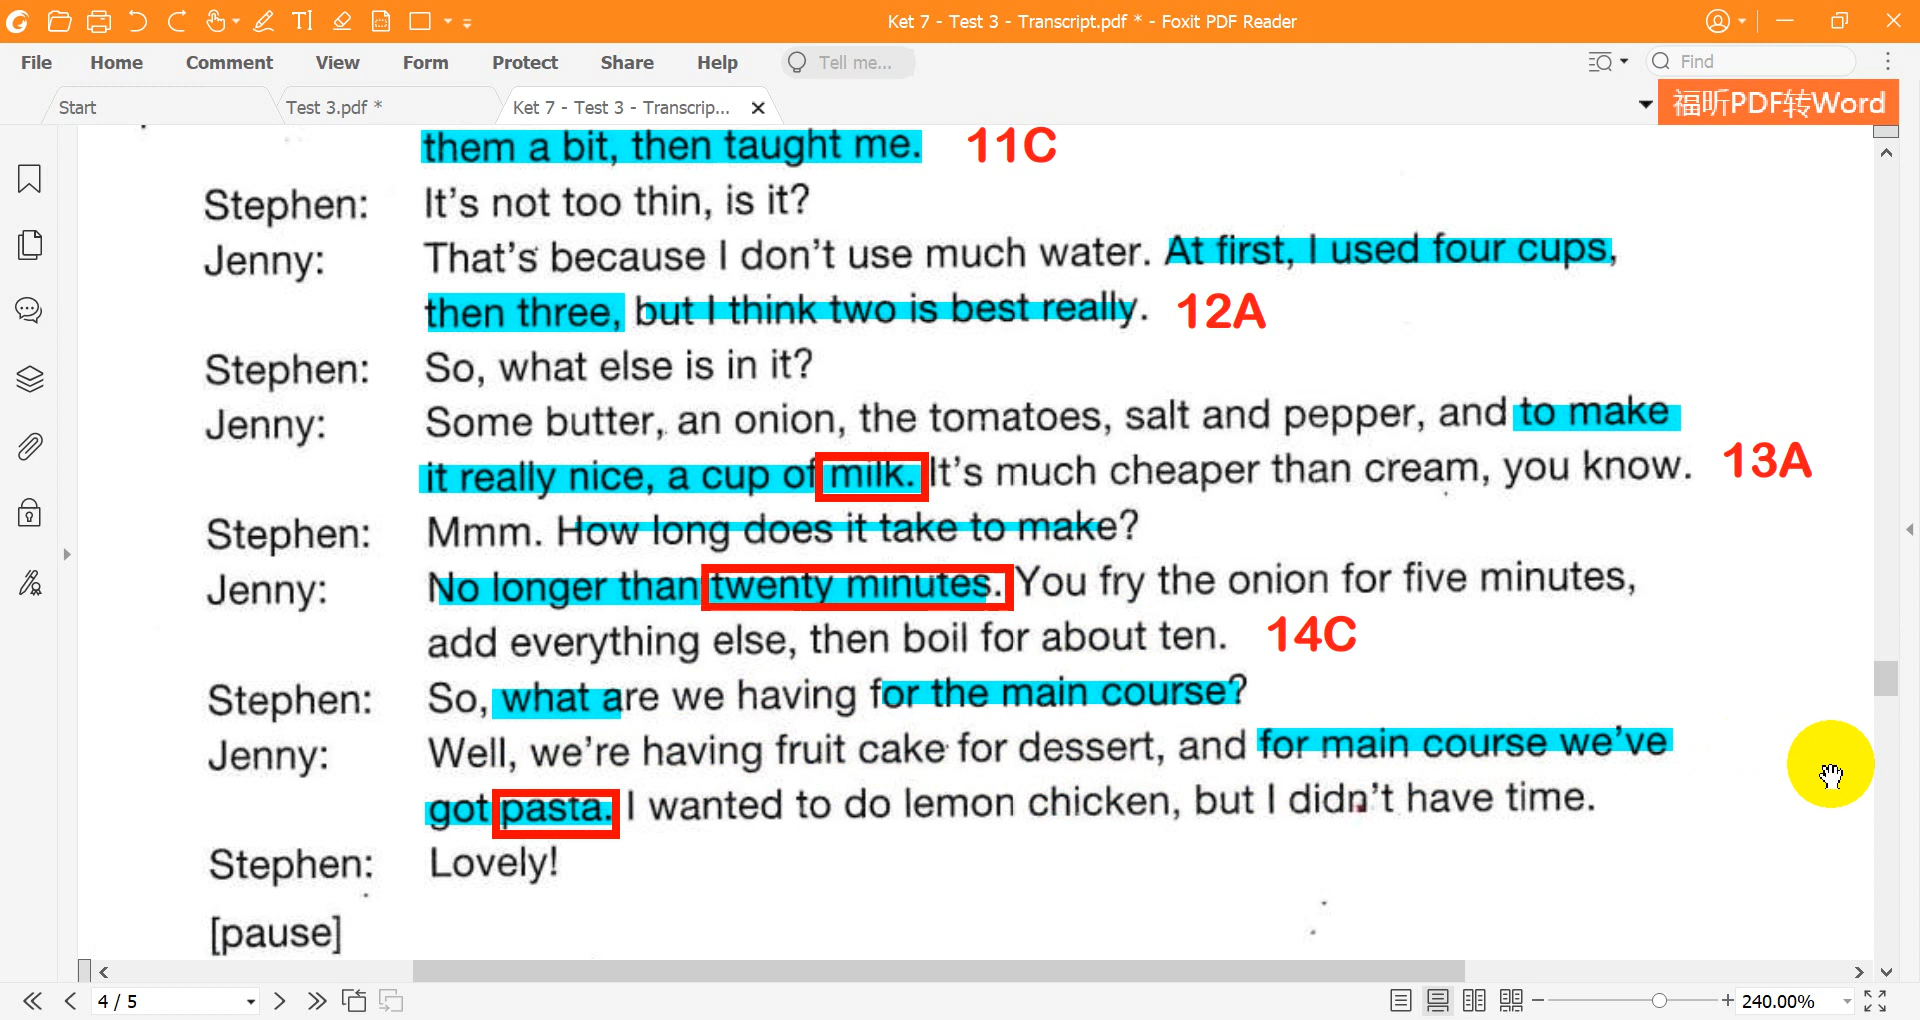 Ket 7 - Test 3 - Transcript.pdf * - Foxit PDF Reader
File Home Comment View Form Protect Share Help Tell me... Find
Start Test 3.pdf * Ket 7 - Test 3 - Transcrip... 福昕PDF转Word
them a bit, then taught me. 11C
Stephen: It's not too thin, is it?
Jenny: That's because I don't use much water. At first, I used four cups,
then three, but I think two is best really. 12A
Stephen: So, what else is in it?
Jenny: Some butter, an onion, the tomatoes, salt and pepper, and to make
it really nice, a cup of milk. It's much cheaper than cream, you know. 13A
Stephen: Mmm. How long does it take to make?
Jenny: No longer than twenty minutes. You fry the onion for five minutes,
add everything else, then boil for about ten. 14C
Stephen: So, what are we having for the main course?
Jenny: Well, we're having fruit cake for dessert, and for main course we've
got pasta. I wanted to do lemon chicken, but I didn't have time.
Stephen: Lovely!
[pause]
4 / 5 240.00%